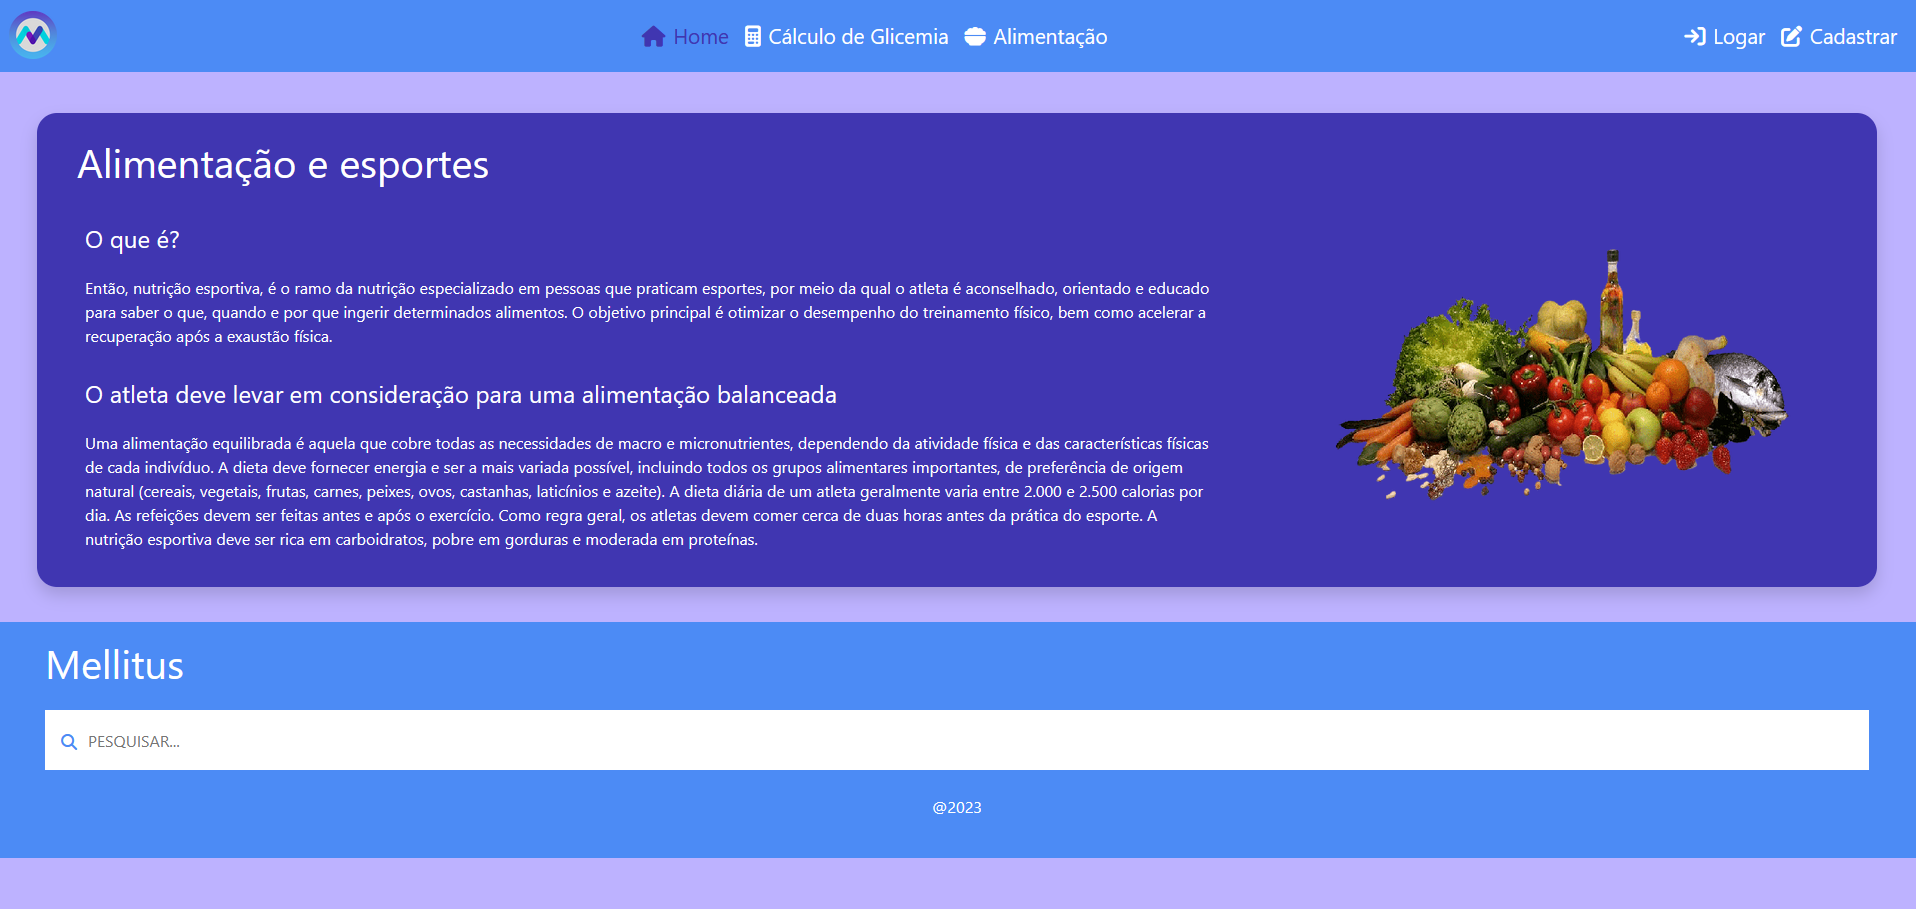 Home Cálculo de Glicemia Alimentação Logar Cadastrar
Alimentação e esportes
O que é?
Então, nutrição esportiva, é o ramo da nutrição especializado em pessoas que praticam esportes, por meio da qual o atleta é aconselhado, orientado e educado
para saber o que, quando e por que ingerir determinados alimentos. O objetivo principal é otimizar o desempenho do treinamento físico, bem como acelerar a
recuperação após a exaustão física.
O atleta deve levar em consideração para uma alimentação balanceada
Uma alimentação equilibrada é aquela que cobre todas as necessidades de macro e micronutrientes, dependendo da atividade física e das características físicas
de cada indivíduo. A dieta deve fornecer energia e ser a mais variada possível, incluindo todos os grupos alimentares importantes, de preferência de origem
natural (cereais, vegetais, frutas, carnes, peixes, ovos, castanhas, laticínios e azeite). A dieta diária de um atleta geralmente varia entre 2.000 e 2.500 calorias por
dia. As refeições devem ser feitas antes e após o exercício. Como regra geral, os atletas devem comer cerca de duas horas antes da prática do esporte. A
nutrição esportiva deve ser rica em carboidratos, pobre em gorduras e moderada em proteínas.
Mellitus
PESQUISAR...
@2023